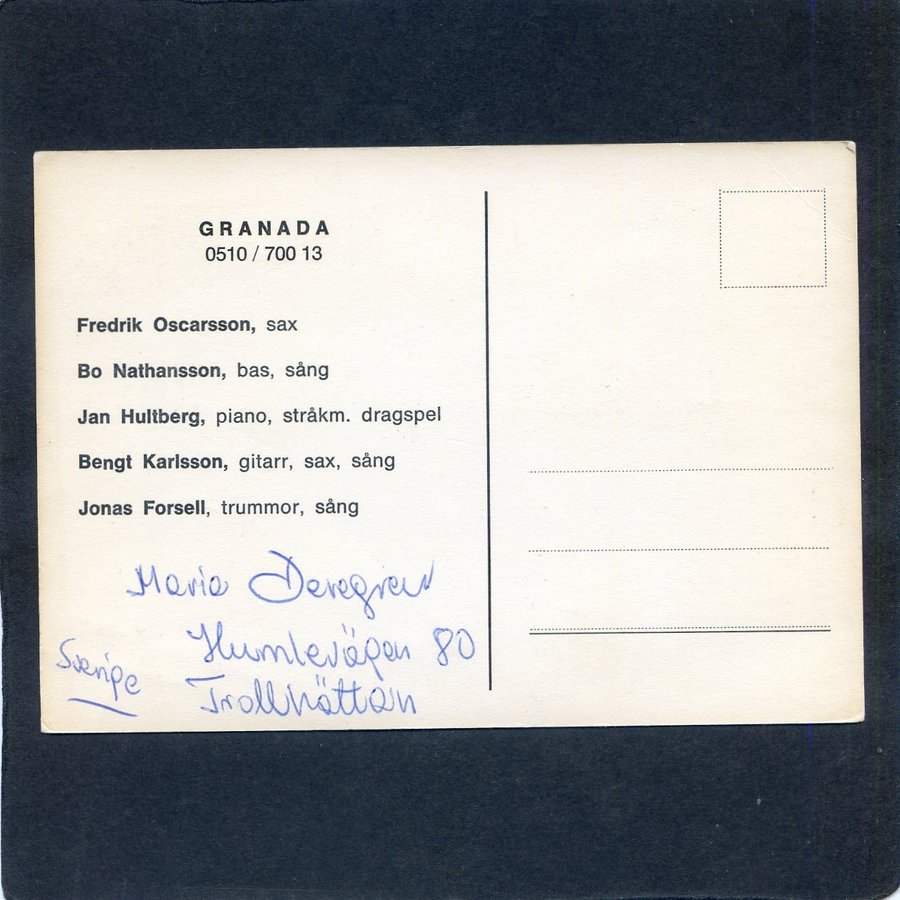 GRANADA
0510 / 700 13
Fredrik Oscarsson, sax
Bo Nathansson, bas, sång
Jan Hultberg, piano, stråkm. dragspel
Bengt Karlsson, gitarr, sax, sång
Jonas Forsell, trummor, sång
Maria
Humlevägen 80
Sverige
Trollhättan